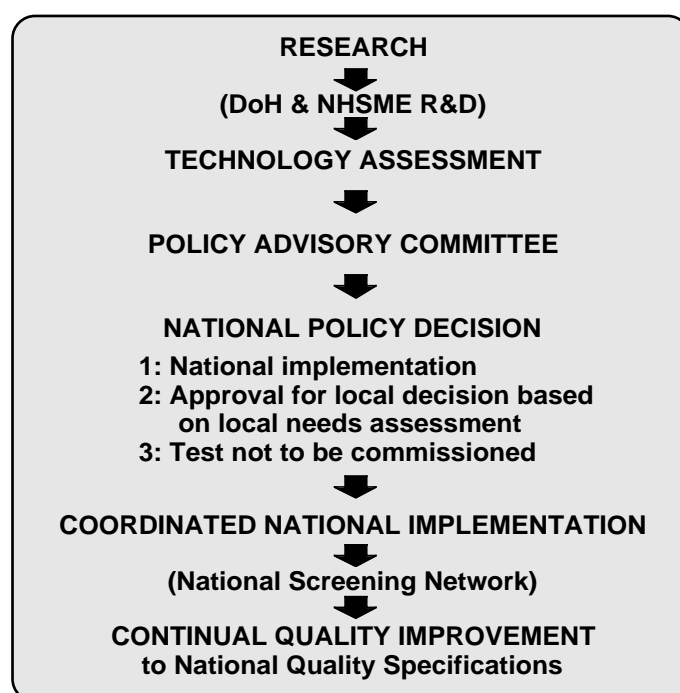 RESEARCH
(DoH & NHSME R&D)
TECHNOLOGY ASSESSMENT
POLICY ADVISORY COMMITTEE
NATIONAL POLICY DECISION
1: National implementation
2: Approval for local decision based
on local needs assessment
3: Test not to be commissioned
COORDINATED NATIONAL IMPLEMENTATION
(National Screening Network)
CONTINUAL QUALITY IMPROVEMENT
to National Quality Specifications